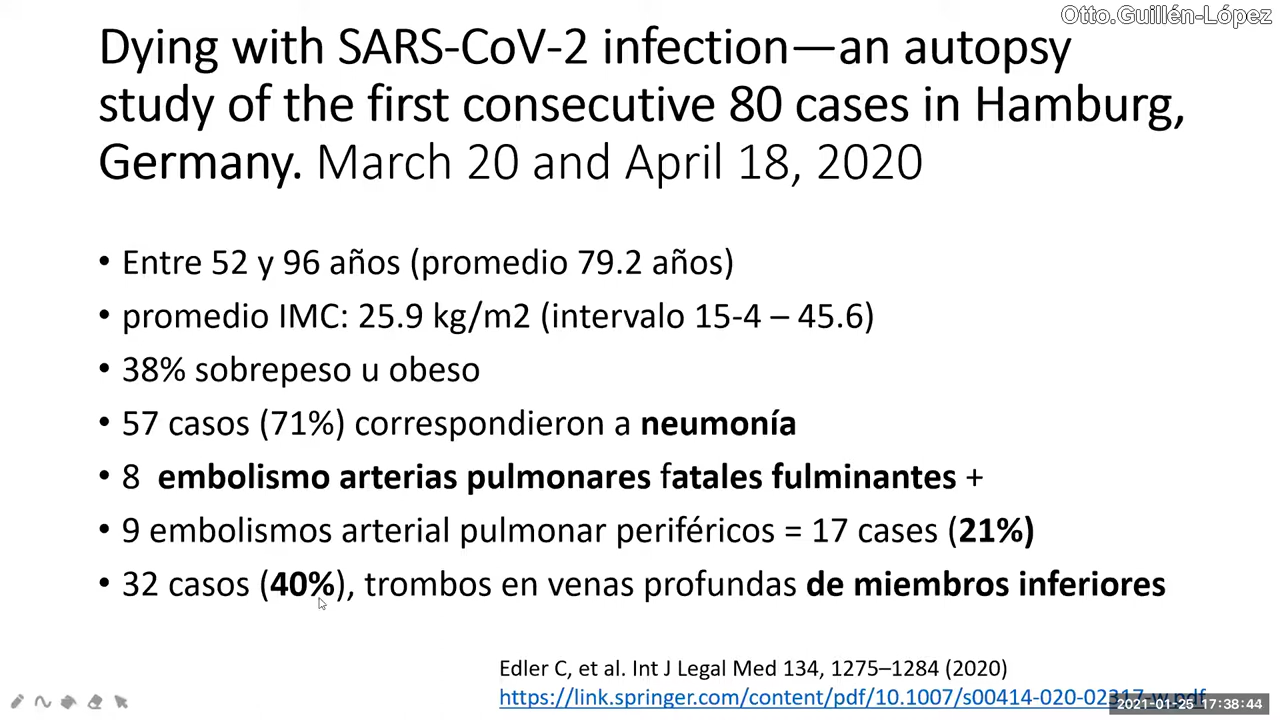 Otto.Guillén-López
Dying with SARS-CoV-2 infection—an autopsy
study of the first consecutive 80 cases in Hamburg,
Germany. March 20 and April 18, 2020
• Entre 52 y 96 años (promedio 79.2 años)
• promedio IMC: 25.9 kg/m2 (intervalo 15-4 – 45.6)
• 38% sobrepeso u obeso
• 57 casos (71%) correspondieron a neumonía
• 8 embolismo arterias pulmonares fatales fulminantes +
• 9 embolismos arterial pulmonar periféricos = 17 cases (21%)
• 32 casos (40%), trombos en venas profundas de miembros inferiores
Edler C, et al. Int J Legal Med 134, 1275–1284 (2020)
https://link.springer.com/content/pdf/10.1007/s00414-020-02317-w.pdf
2021-01-25 17:38:44